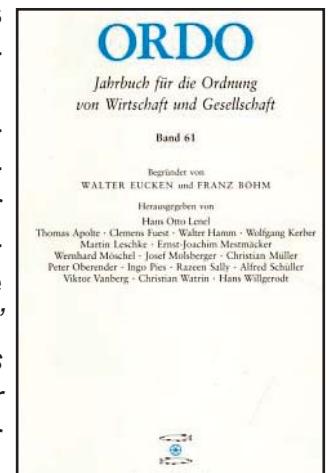 ORDO
Jahrbuch für die Ordnung
von Wirtschaft und Gesellschaft
Band 61
Begründet von
WALTER EUCKEN und FRANZ BÖHM
Herausgegeben von
Hans Otto Lenel
Thomas Apolte · Clemens Fuest · Walter Hamm · Wolfgang Kerber
Martin Leschke · Ernst-Joachim Mestmäcker
Wernhard Möschel · Josef Molsberger · Christian Müller
Peter Oberender · Ingo Pies · Razeen Sally · Alfred Schüller
Viktor Vanberg · Christian Watrin · Hans Willgerodt